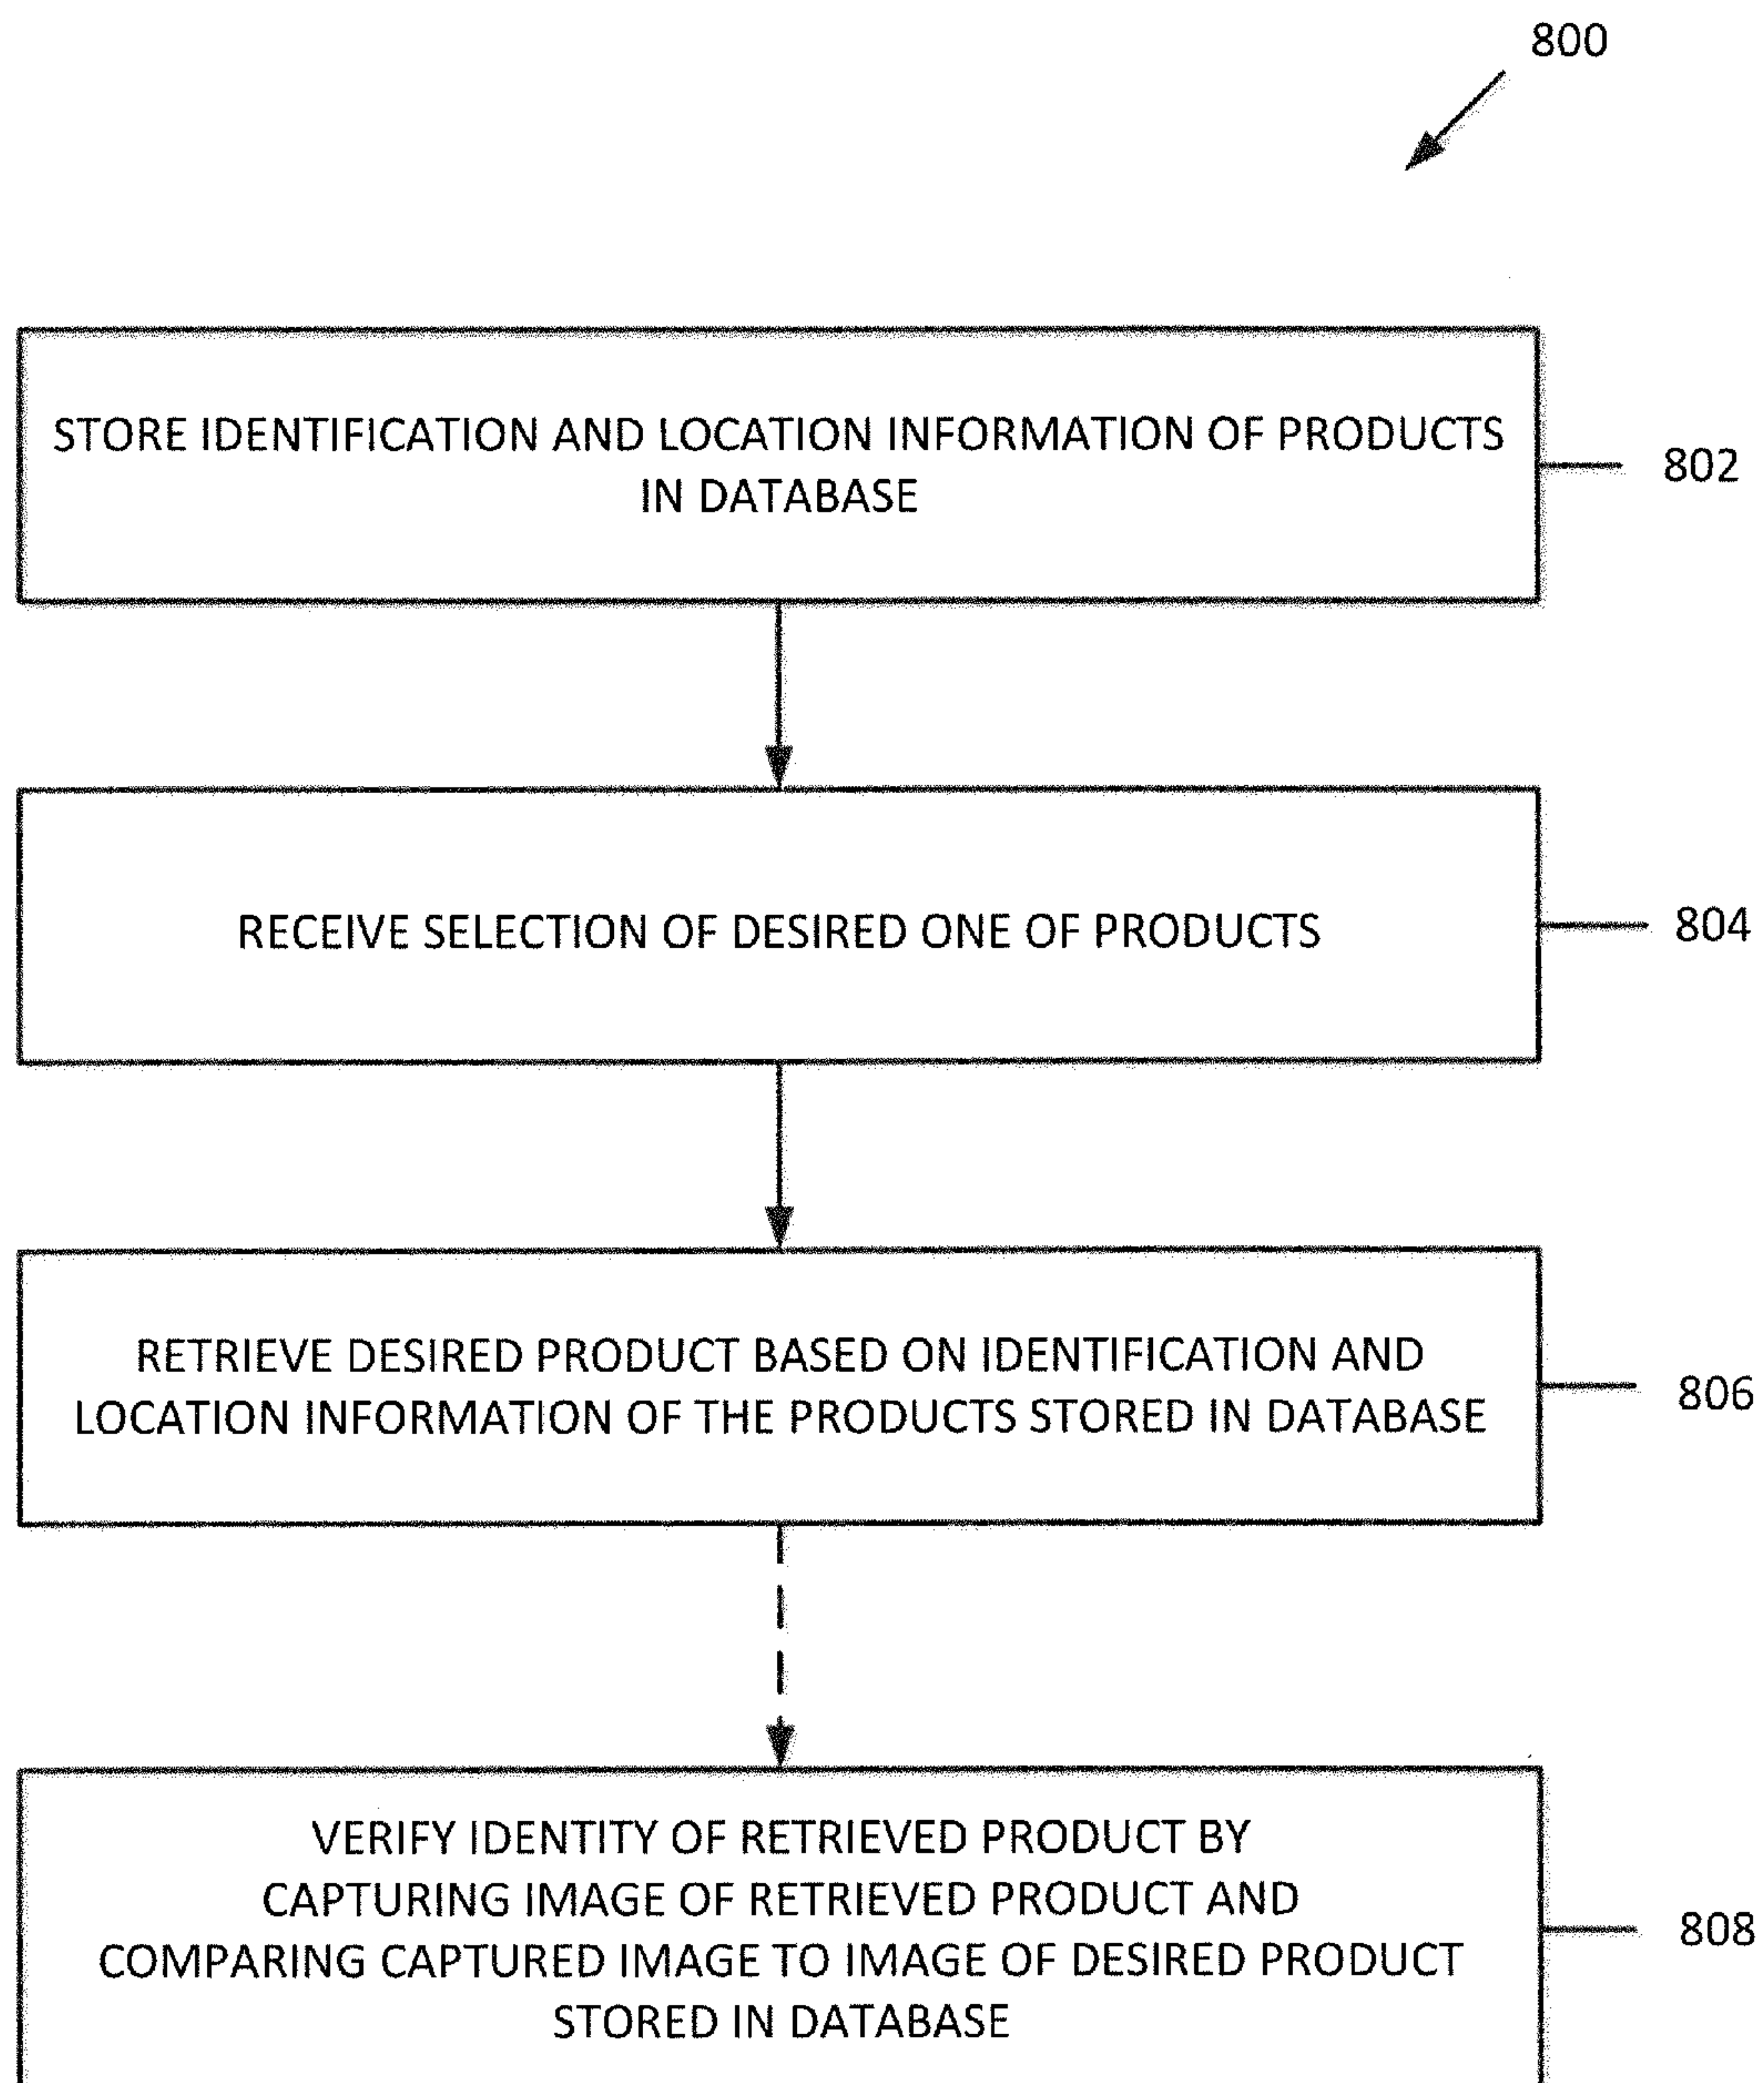 800
STORE IDENTIFICATION AND LOCATION INFORMATION OF PRODUCTS
IN DATABASE
802
RECEIVE SELECTION OF DESIRED ONE OF PRODUCTS
804
RETRIEVE DESIRED PRODUCT BASED ON IDENTIFICATION AND
LOCATION INFORMATION OF THE PRODUCTS STORED IN DATABASE
806
VERIFY IDENTITY OF RETRIEVED PRODUCT BY
CAPTURING IMAGE OF RETRIEVED PRODUCT AND
COMPARING CAPTURED IMAGE TO IMAGE OF DESIRED PRODUCT
STORED IN DATABASE
808